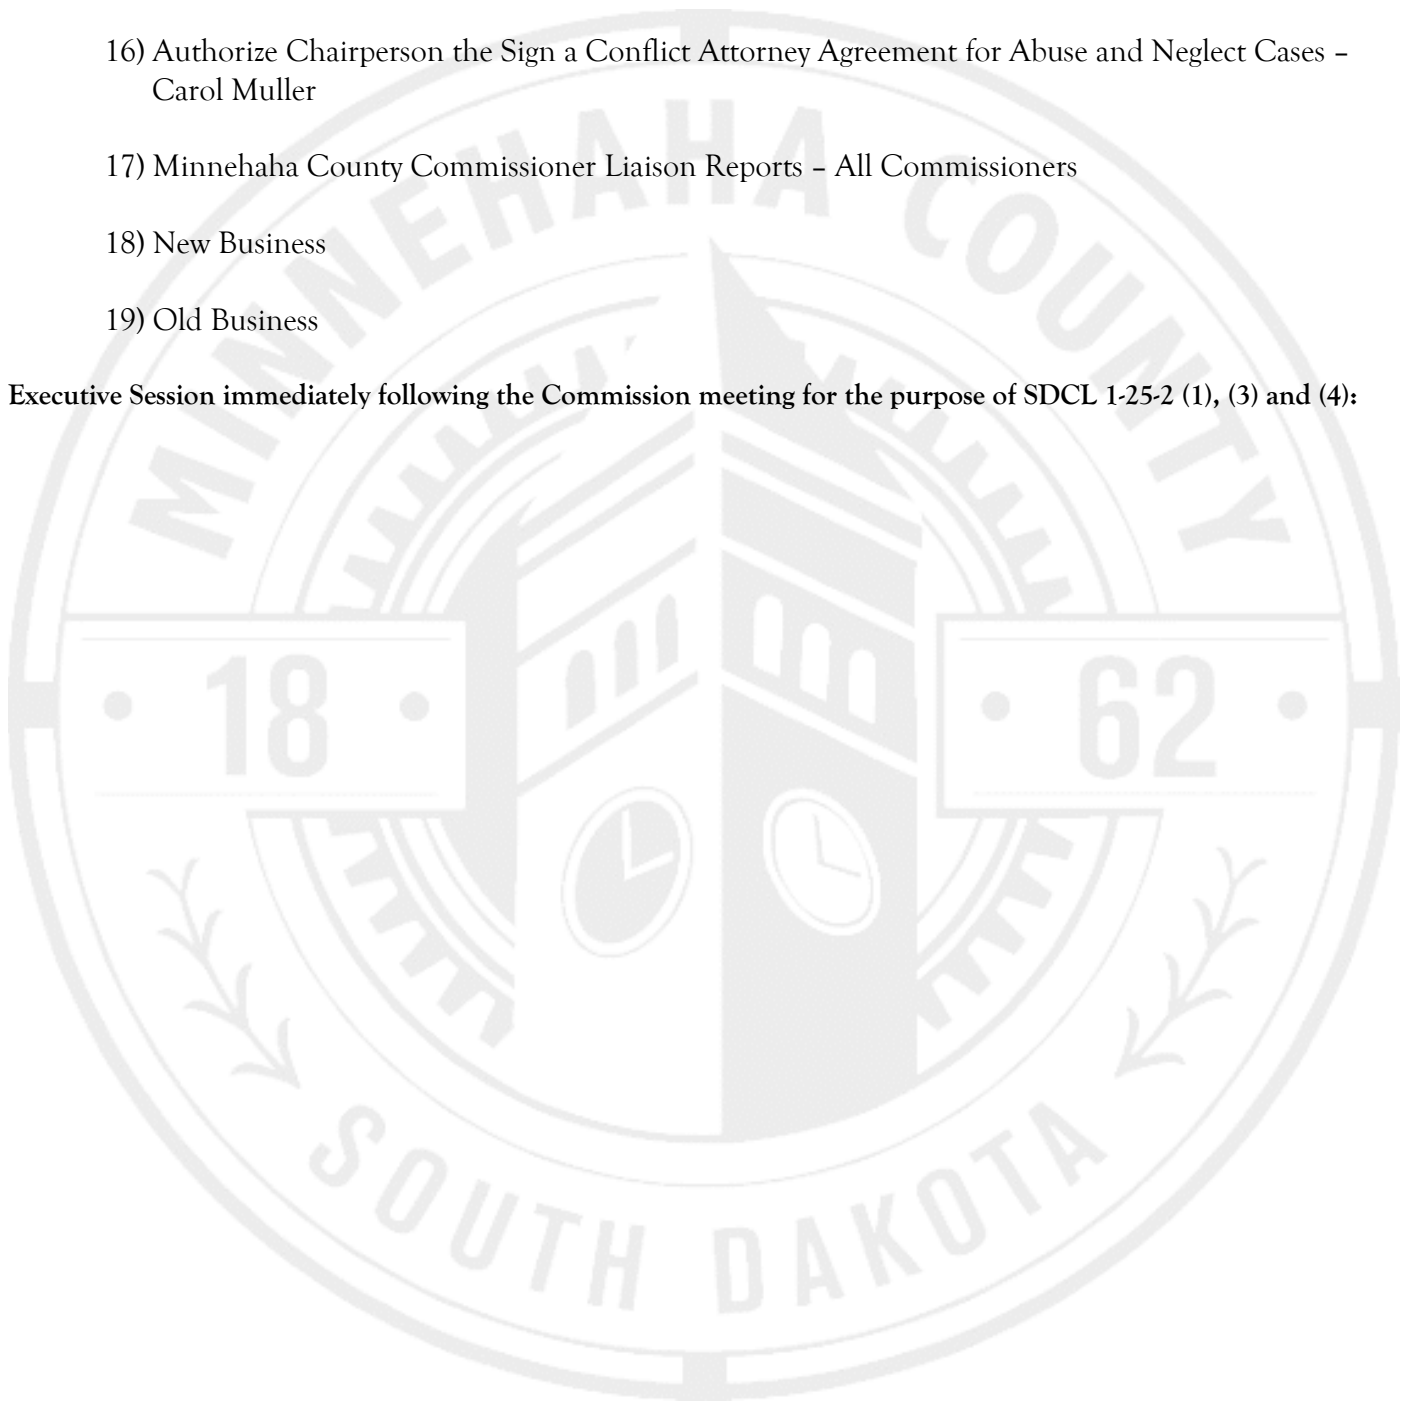 16) Authorize Chairperson the Sign a Conflict Attorney Agreement for Abuse and Neglect Cases –
Carol Muller
17) Minnehaha County Commissioner Liaison Reports – All Commissioners
18) New Business
19) Old Business
Executive Session immediately following the Commission meeting for the purpose of SDCL 1-25-2 (1), (3) and (4):
MINNEHAHA COUNTY
18 62
SOUTH DAKOTA